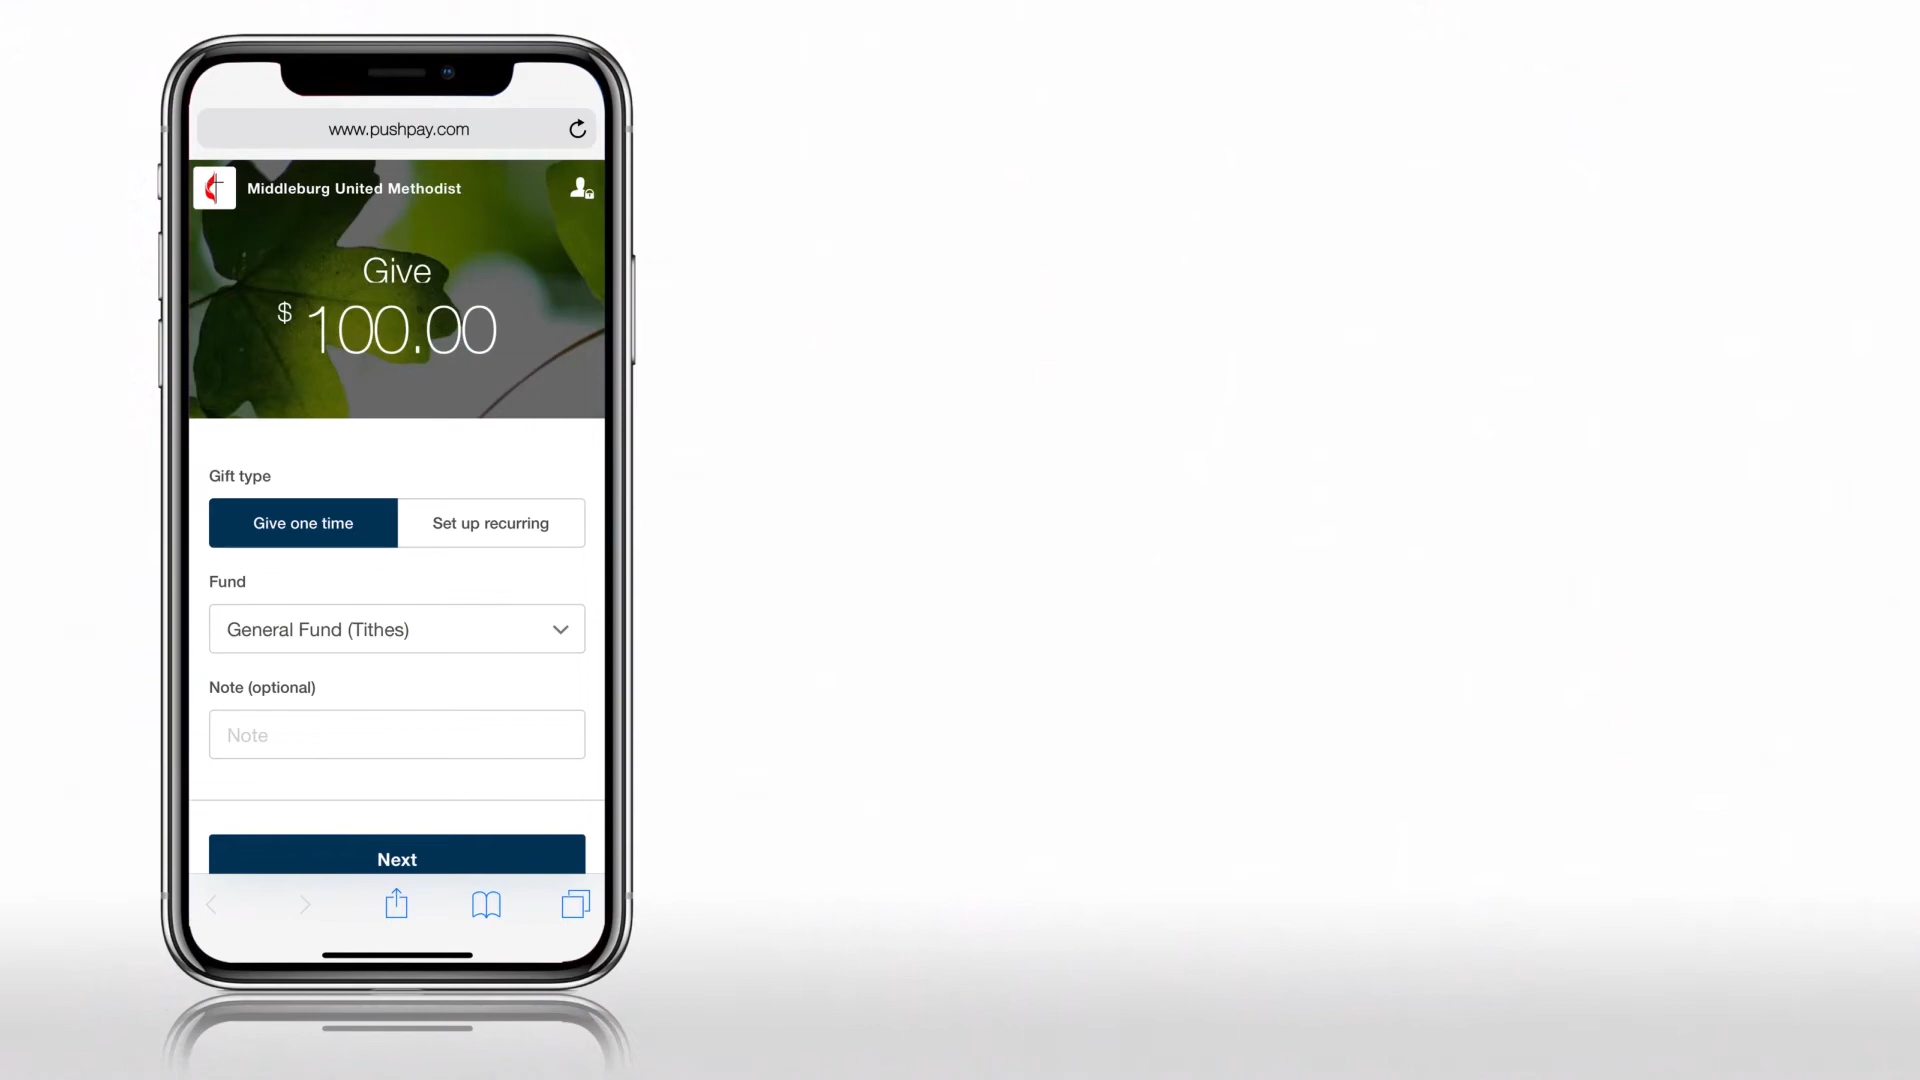 www.pushpay.com
Middleburg United Methodist
Give
$ 100.00
Gift type
Give one time
Set up recurring
Fund
General Fund (Tithes)
Note (optional)
Note
Next